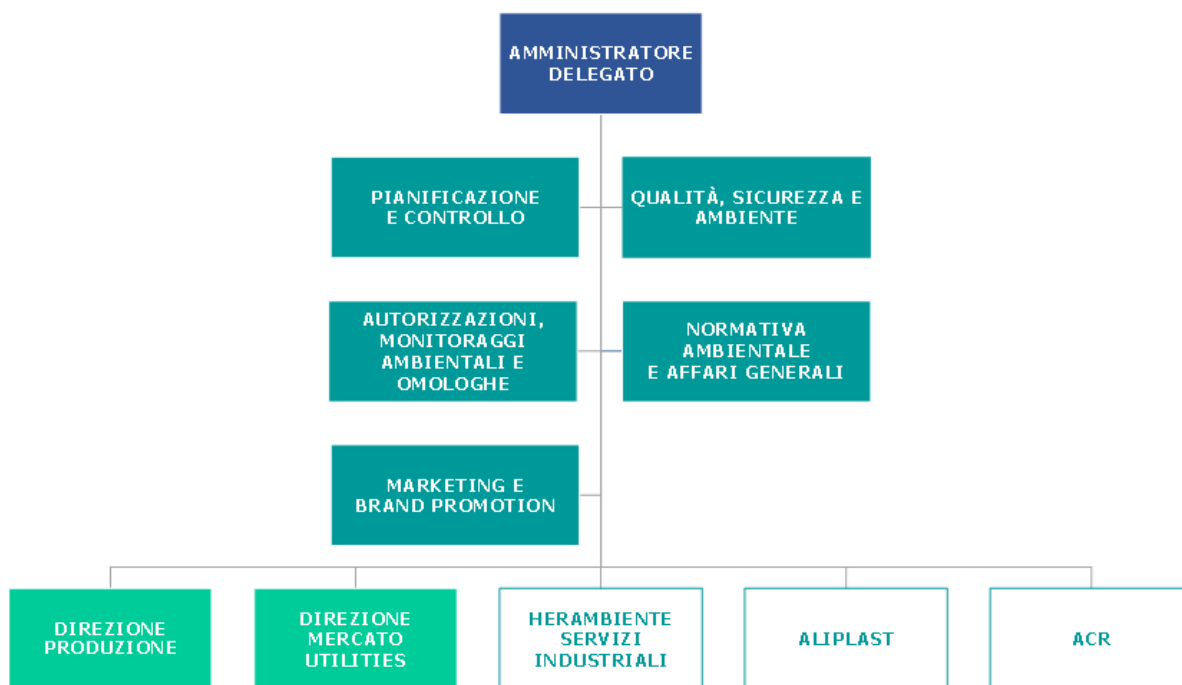 AMMINISTRATORE
DELEGATO
PIANIFICAZIONE
E CONTROLLO
QUALITÀ, SICUREZZA E
AMBIENTE
AUTORIZZAZIONI,
MONITORAGGI
AMBIENTALI E
OMOLOGHE
NORMATIVA
AMBIENTALE
E AFFARI GENERALI
MARKETING E
BRAND PROMOTION
DIREZIONE
PRODUZIONE
DIREZIONE
MERCATO
UTILITIES
HERAMBIENTE
SERVIZI
INDUSTRIALI
ALIPLAST
ACR